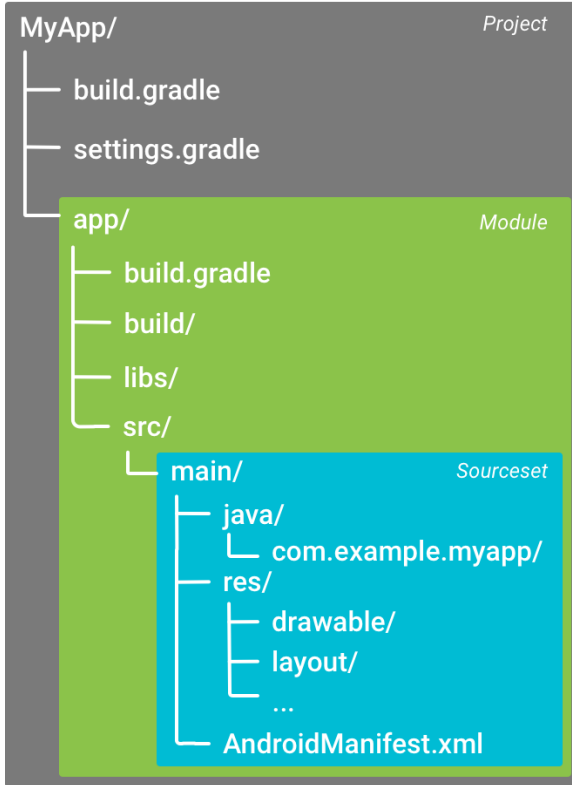 MyApp/ Project
build.gradle
settings.gradle
app/ Module
build.gradle
build/
libs/
src/
main/ Sourceset
java/
com.example.myapp/
res/
drawable/
layout/
...
AndroidManifest.xml